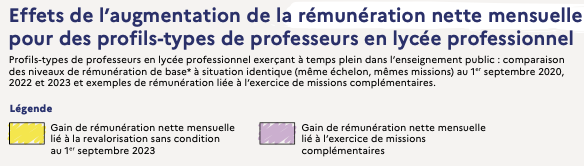 Effets de l'augmentation de la rémunération nette mensuelle
pour des profils-types de professeurs en lycée professionnel
Profils-types de professeurs en lycée professionnel exerçant à temps plein dans l'enseignement public : comparaison
des niveaux de rémunération de base* à situation identique (même échelon, mêmes missions) au 1er septembre 2020,
2022 et 2023 et exemples de rémunération liée à l'exercice de missions complémentaires.
Légende
Gain de rémunération nette mensuelle
lié à la revalorisation sans condition
au 1er septembre 2023
Gain de rémunération nette mensuelle
lié à l'exercice de missions
complémentaires